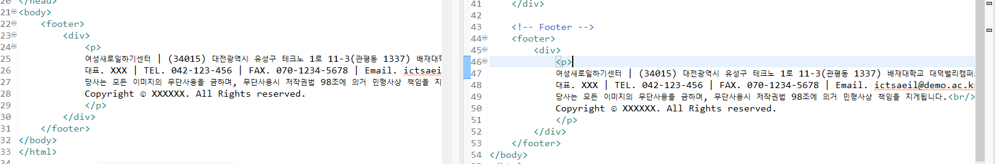 20 </head>
21 <body>
22 <footer>
23 <div>
24 <p>
25 여성새로일하기센터 | (34015) 대전광역시 유성구 테크노 1로 11-3(관평동 1337) 배재대학
26 대표. XXX | TEL. 042-123-456 | FAX. 070-1234-5678 | Email. ictsaei
27 당사는 모든 이미지의 무단사용을 금하며, 무단사용시 저작권법 98조에 의거 민형사상 책임을 지
28 Copyright © XXXXXX. All Rights reserved.
29 </p>
30 </div>
31 </footer>
32 </body>
33 </html>
34
41 </div>
42
43 <!-- Footer -->
44 <footer>
45 <div>
46 <p>
47 여성새로일하기센터 | (34015) 대전광역시 유성구 테크노 1로 11-3(관평동 1337) 배재대학교 대덕밸리캠퍼
48 대표. XXX | TEL. 042-123-456 | FAX. 070-1234-5678 | Email. ictsaeil@demo.ac.k
49 당사는 모든 이미지의 무단사용을 금하며, 무단사용시 저작권법 98조에 의거 민형사상 책임을 지게됩니다.<br/>
50 Copyright © XXXXXX. All Rights reserved.
51 </p>
52 </div>
53 </footer>
54 </body>